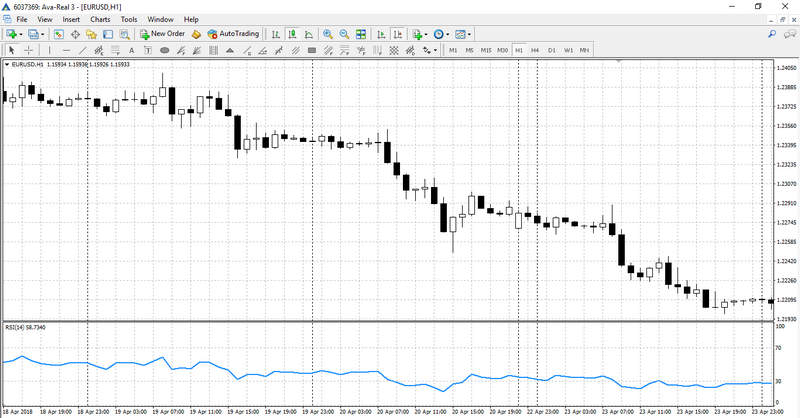 6037369: Ava-Real 3 - [EURUSD,H1]
File View Insert Charts Tools Window Help
New Order AutoTrading
A T M1 M5 M15 M30 H1 H4 D1 W1 MN
EURUSD,H1 1.15934 1.15936 1.15926 1.15933
1.24050
1.23885
1.23725
1.23560
1.23395
1.23235
1.23070
1.22910
1.22745
1.22585
1.22420
1.22260
1.22095
1.21930
RSI(14) 58.7340
100
70
30
0
18 Apr 2018 18 Apr 19:00 18 Apr 23:00 19 Apr 03:00 19 Apr 07:00 19 Apr 11:00 19 Apr 15:00 19 Apr 19:00 19 Apr 23:00 20 Apr 03:00 20 Apr 07:00 20 Apr 11:00 20 Apr 15:00 20 Apr 19:00 22 Apr 23:00 23 Apr 03:00 23 Apr 07:00 23 Apr 11:00 23 Apr 15:00 23 Apr 19:00 23 Apr 23:00